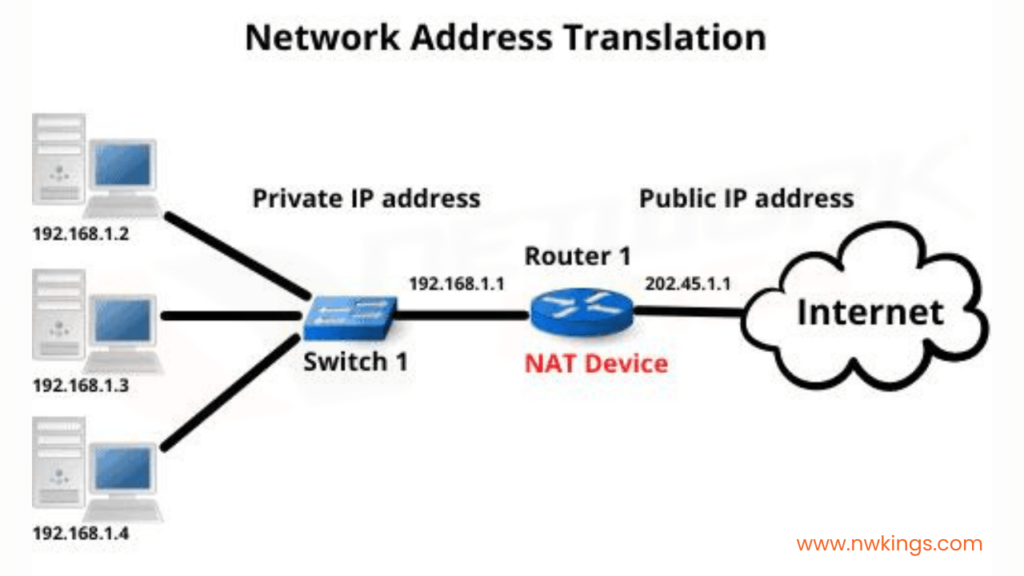 Network Address Translation
Private IP address
Public IP address
192.168.1.2
Router 1
192.168.1.1
202.45.1.1
Internet
Switch 1
NAT Device
192.168.1.3
192.168.1.4
www.nwkings.com